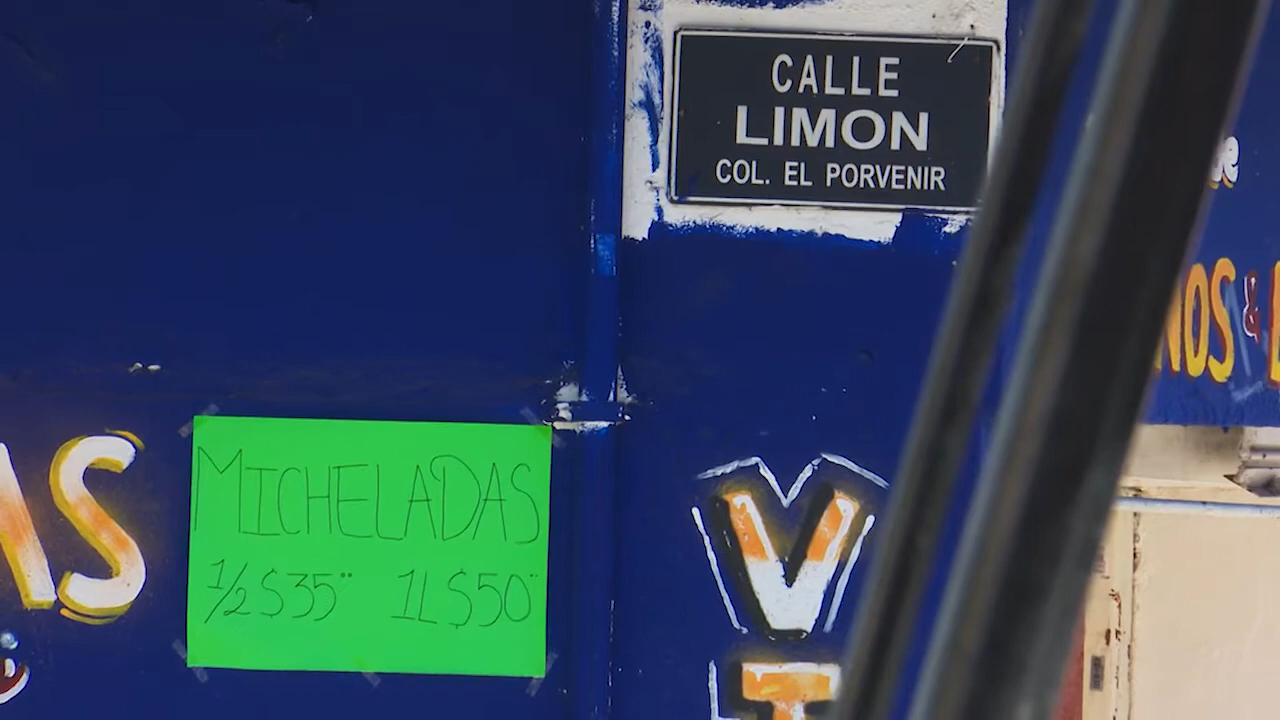 CALLE
LIMON
COL. EL PORVENIR
MICHELADAS
1/2 $35" 1L $50"